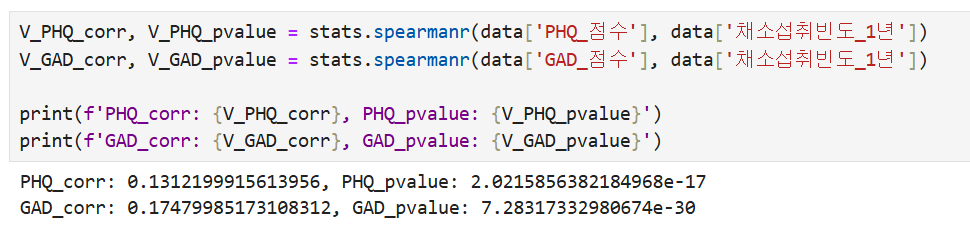 V_PHQ_corr, V_PHQ_pvalue = stats.spearmanr(data['PHQ_점수'], data['채소섭취빈도_1년'])
V_GAD_corr, V_GAD_pvalue = stats.spearmanr(data['GAD_점수'], data['채소섭취빈도_1년'])
print(f'PHQ_corr: {V_PHQ_corr}, PHQ_pvalue: {V_PHQ_pvalue}')
print(f'GAD_corr: {V_GAD_corr}, GAD_pvalue: {V_GAD_pvalue}')
PHQ_corr: 0.1312199915613956, PHQ_pvalue: 2.0215856382184968e-17
GAD_corr: 0.17479985173108312, GAD_pvalue: 7.28317332980674e-30